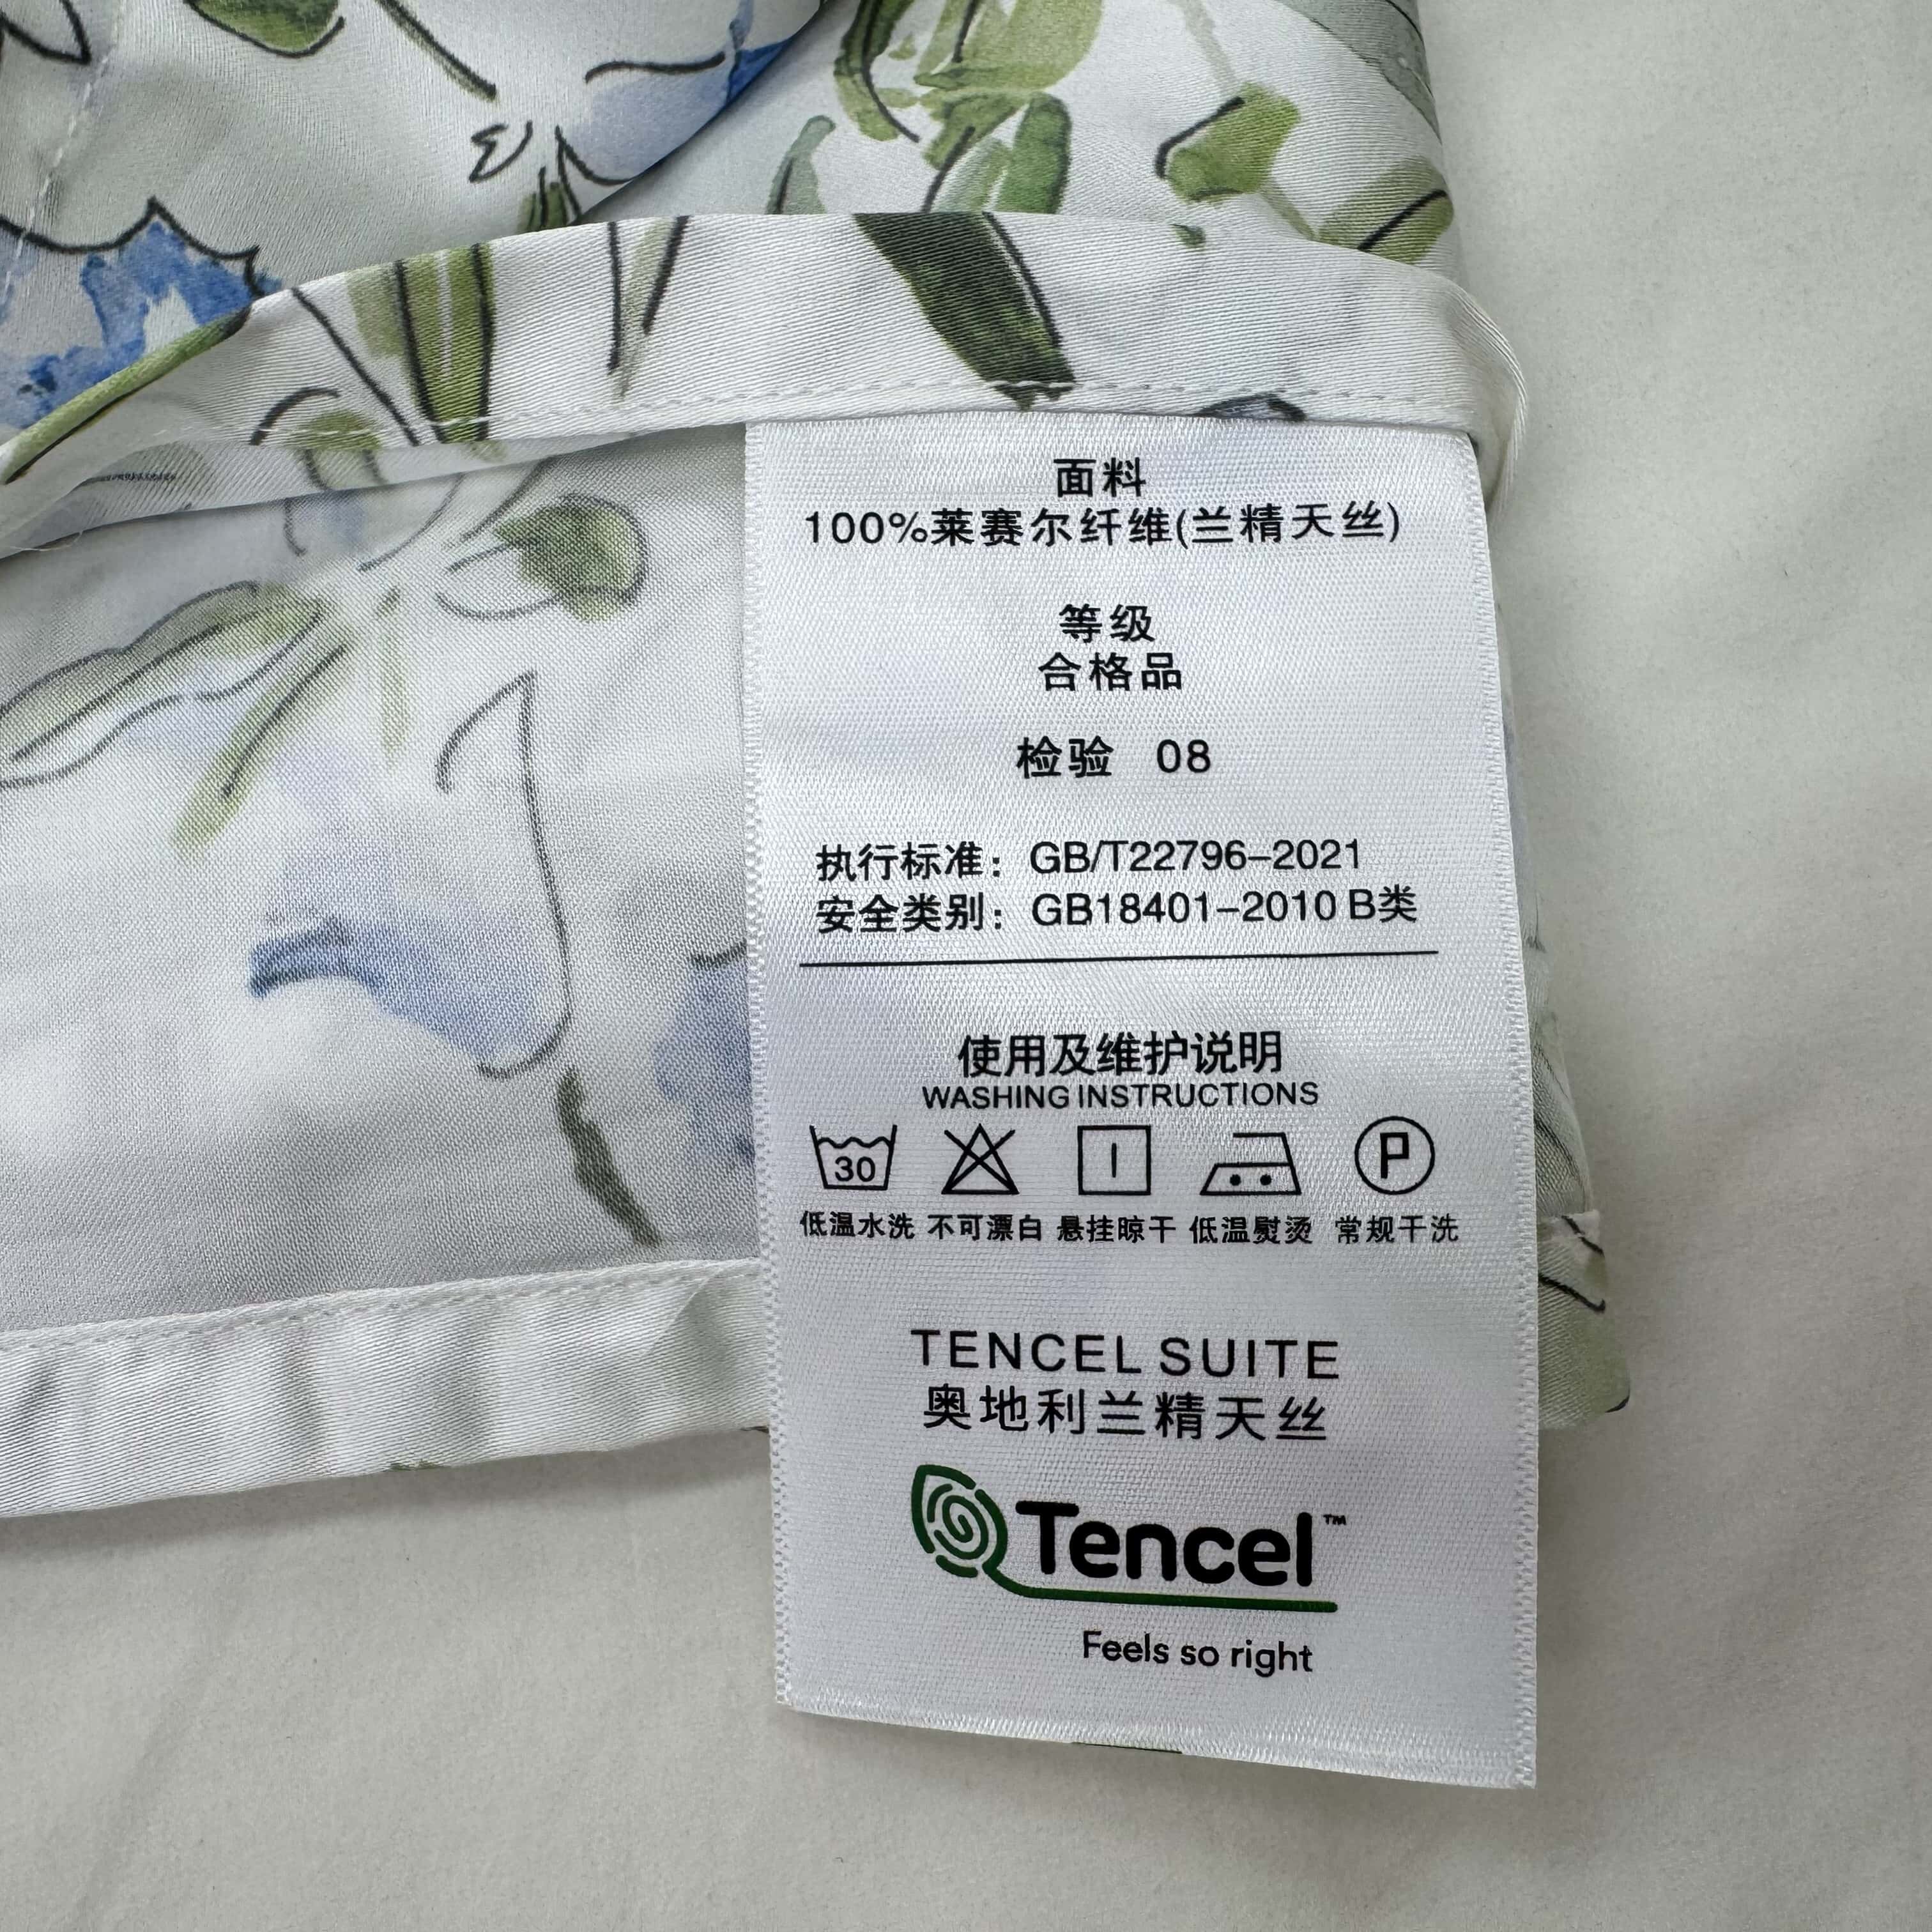 面料
100%莱赛尔纤维(兰精天丝)
等级
合格品
检验 08
执行标准：GB/T22796-2021
安全类别：GB18401-2010 B类
使用及维护说明
WASHING INSTRUCTIONS
30 P
低温水洗 不可漂白 悬挂晾干 低温熨烫 常规干洗
TENCEL SUITE
奥地利兰精天丝
Tencel™
Feels so right